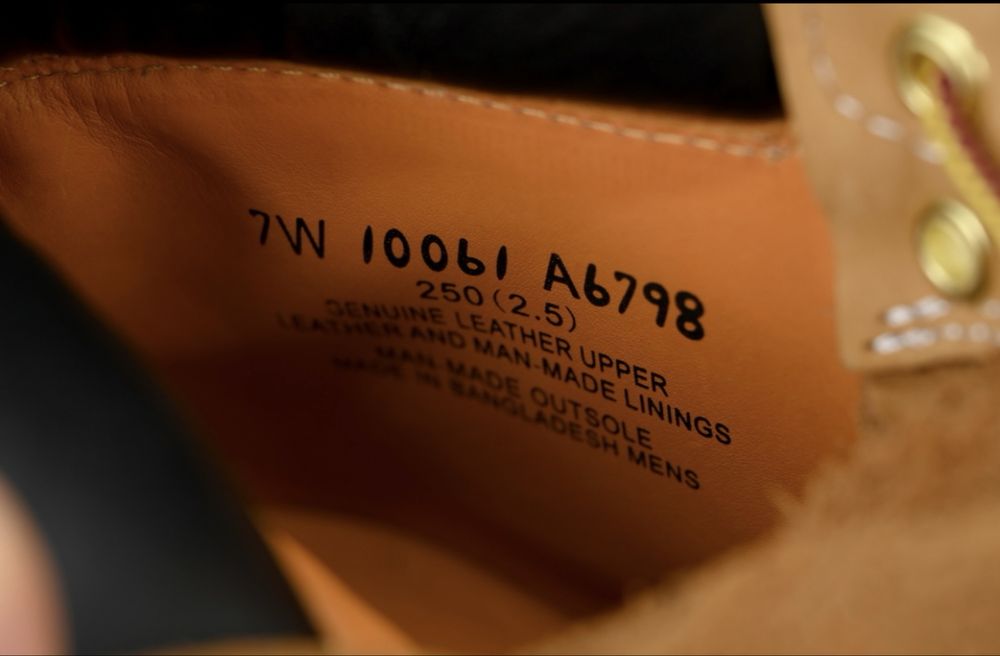 7W 10061 A6798
250 (2.5)
GENUINE LEATHER UPPER
LEATHER AND MAN-MADE LININGS
MAN-MADE OUTSOLE
MADE IN BANGLADESH MENS